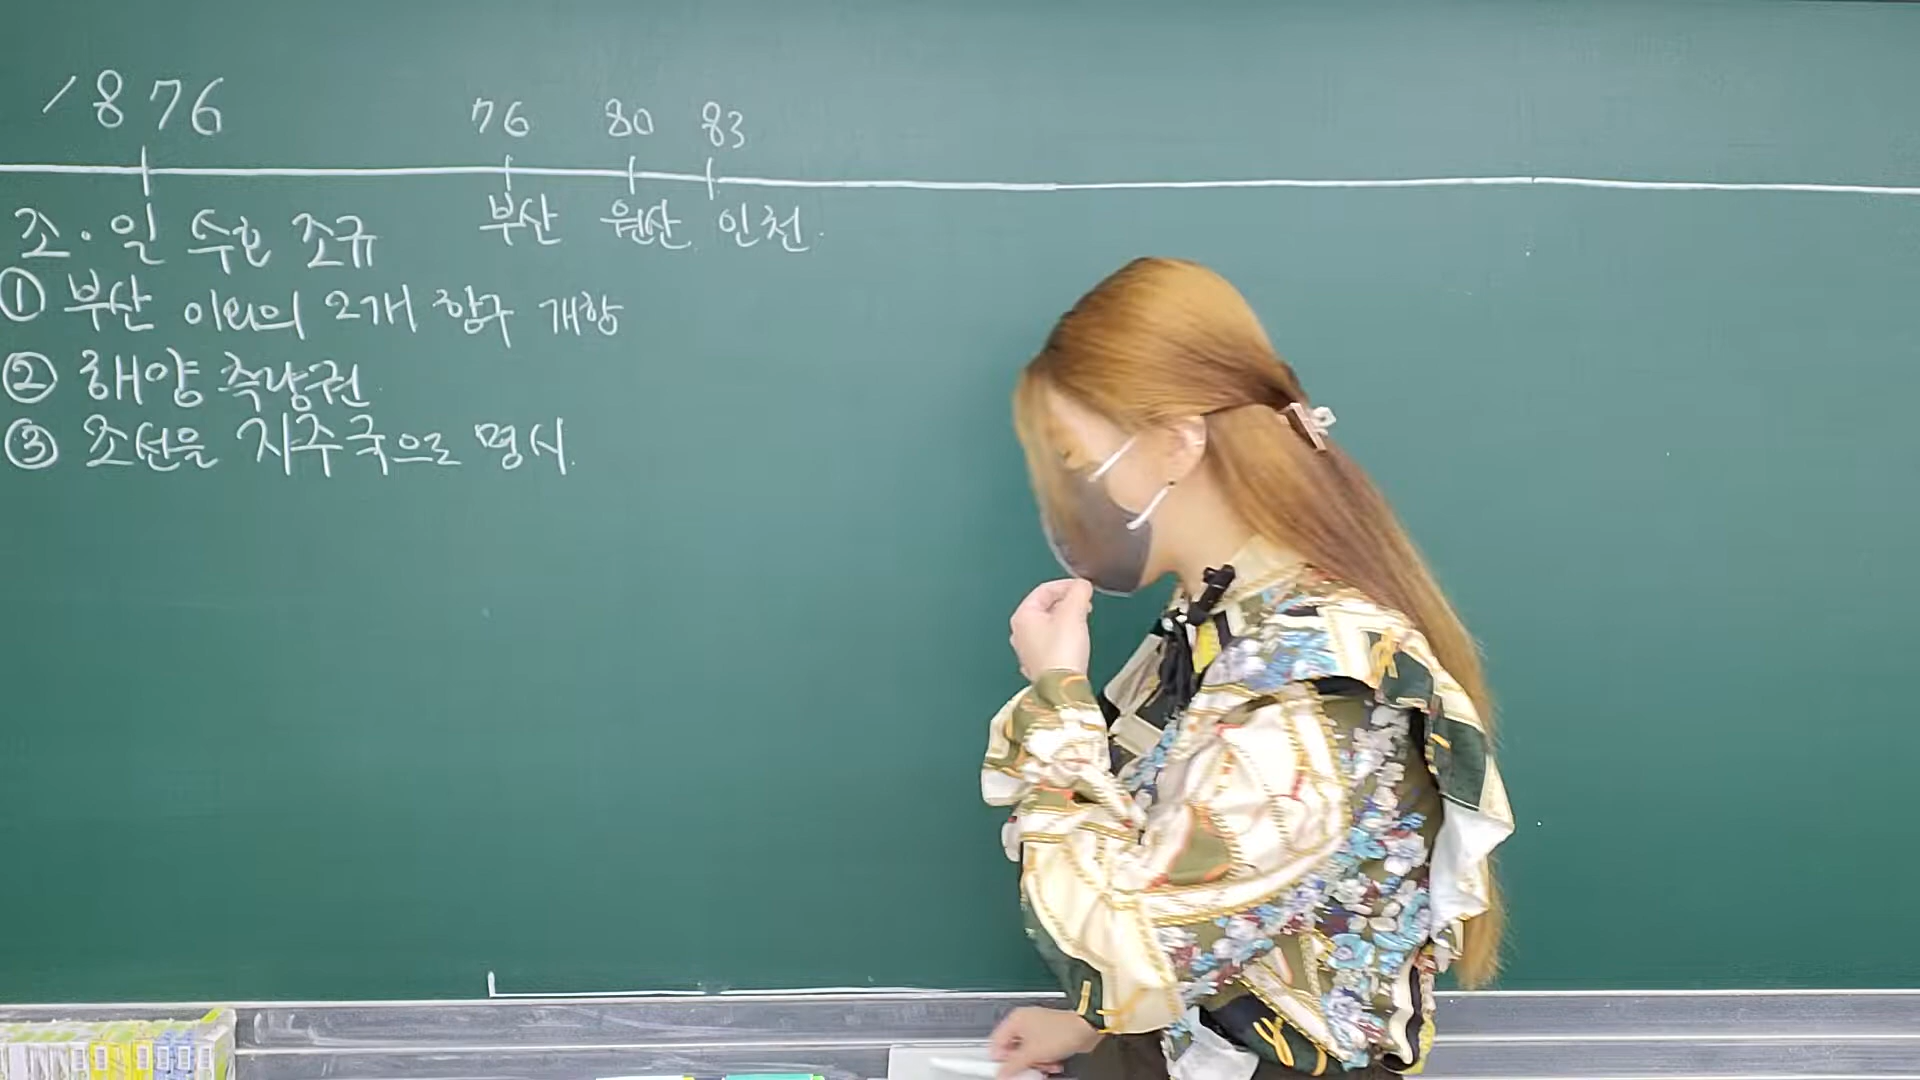 1876 76 80 83
부산 원산 인천.
조·일 수호 조규
① 부산 이외의 2개 항구 개항
② 해양 측량권
③ 조선을 자주국으로 명시.